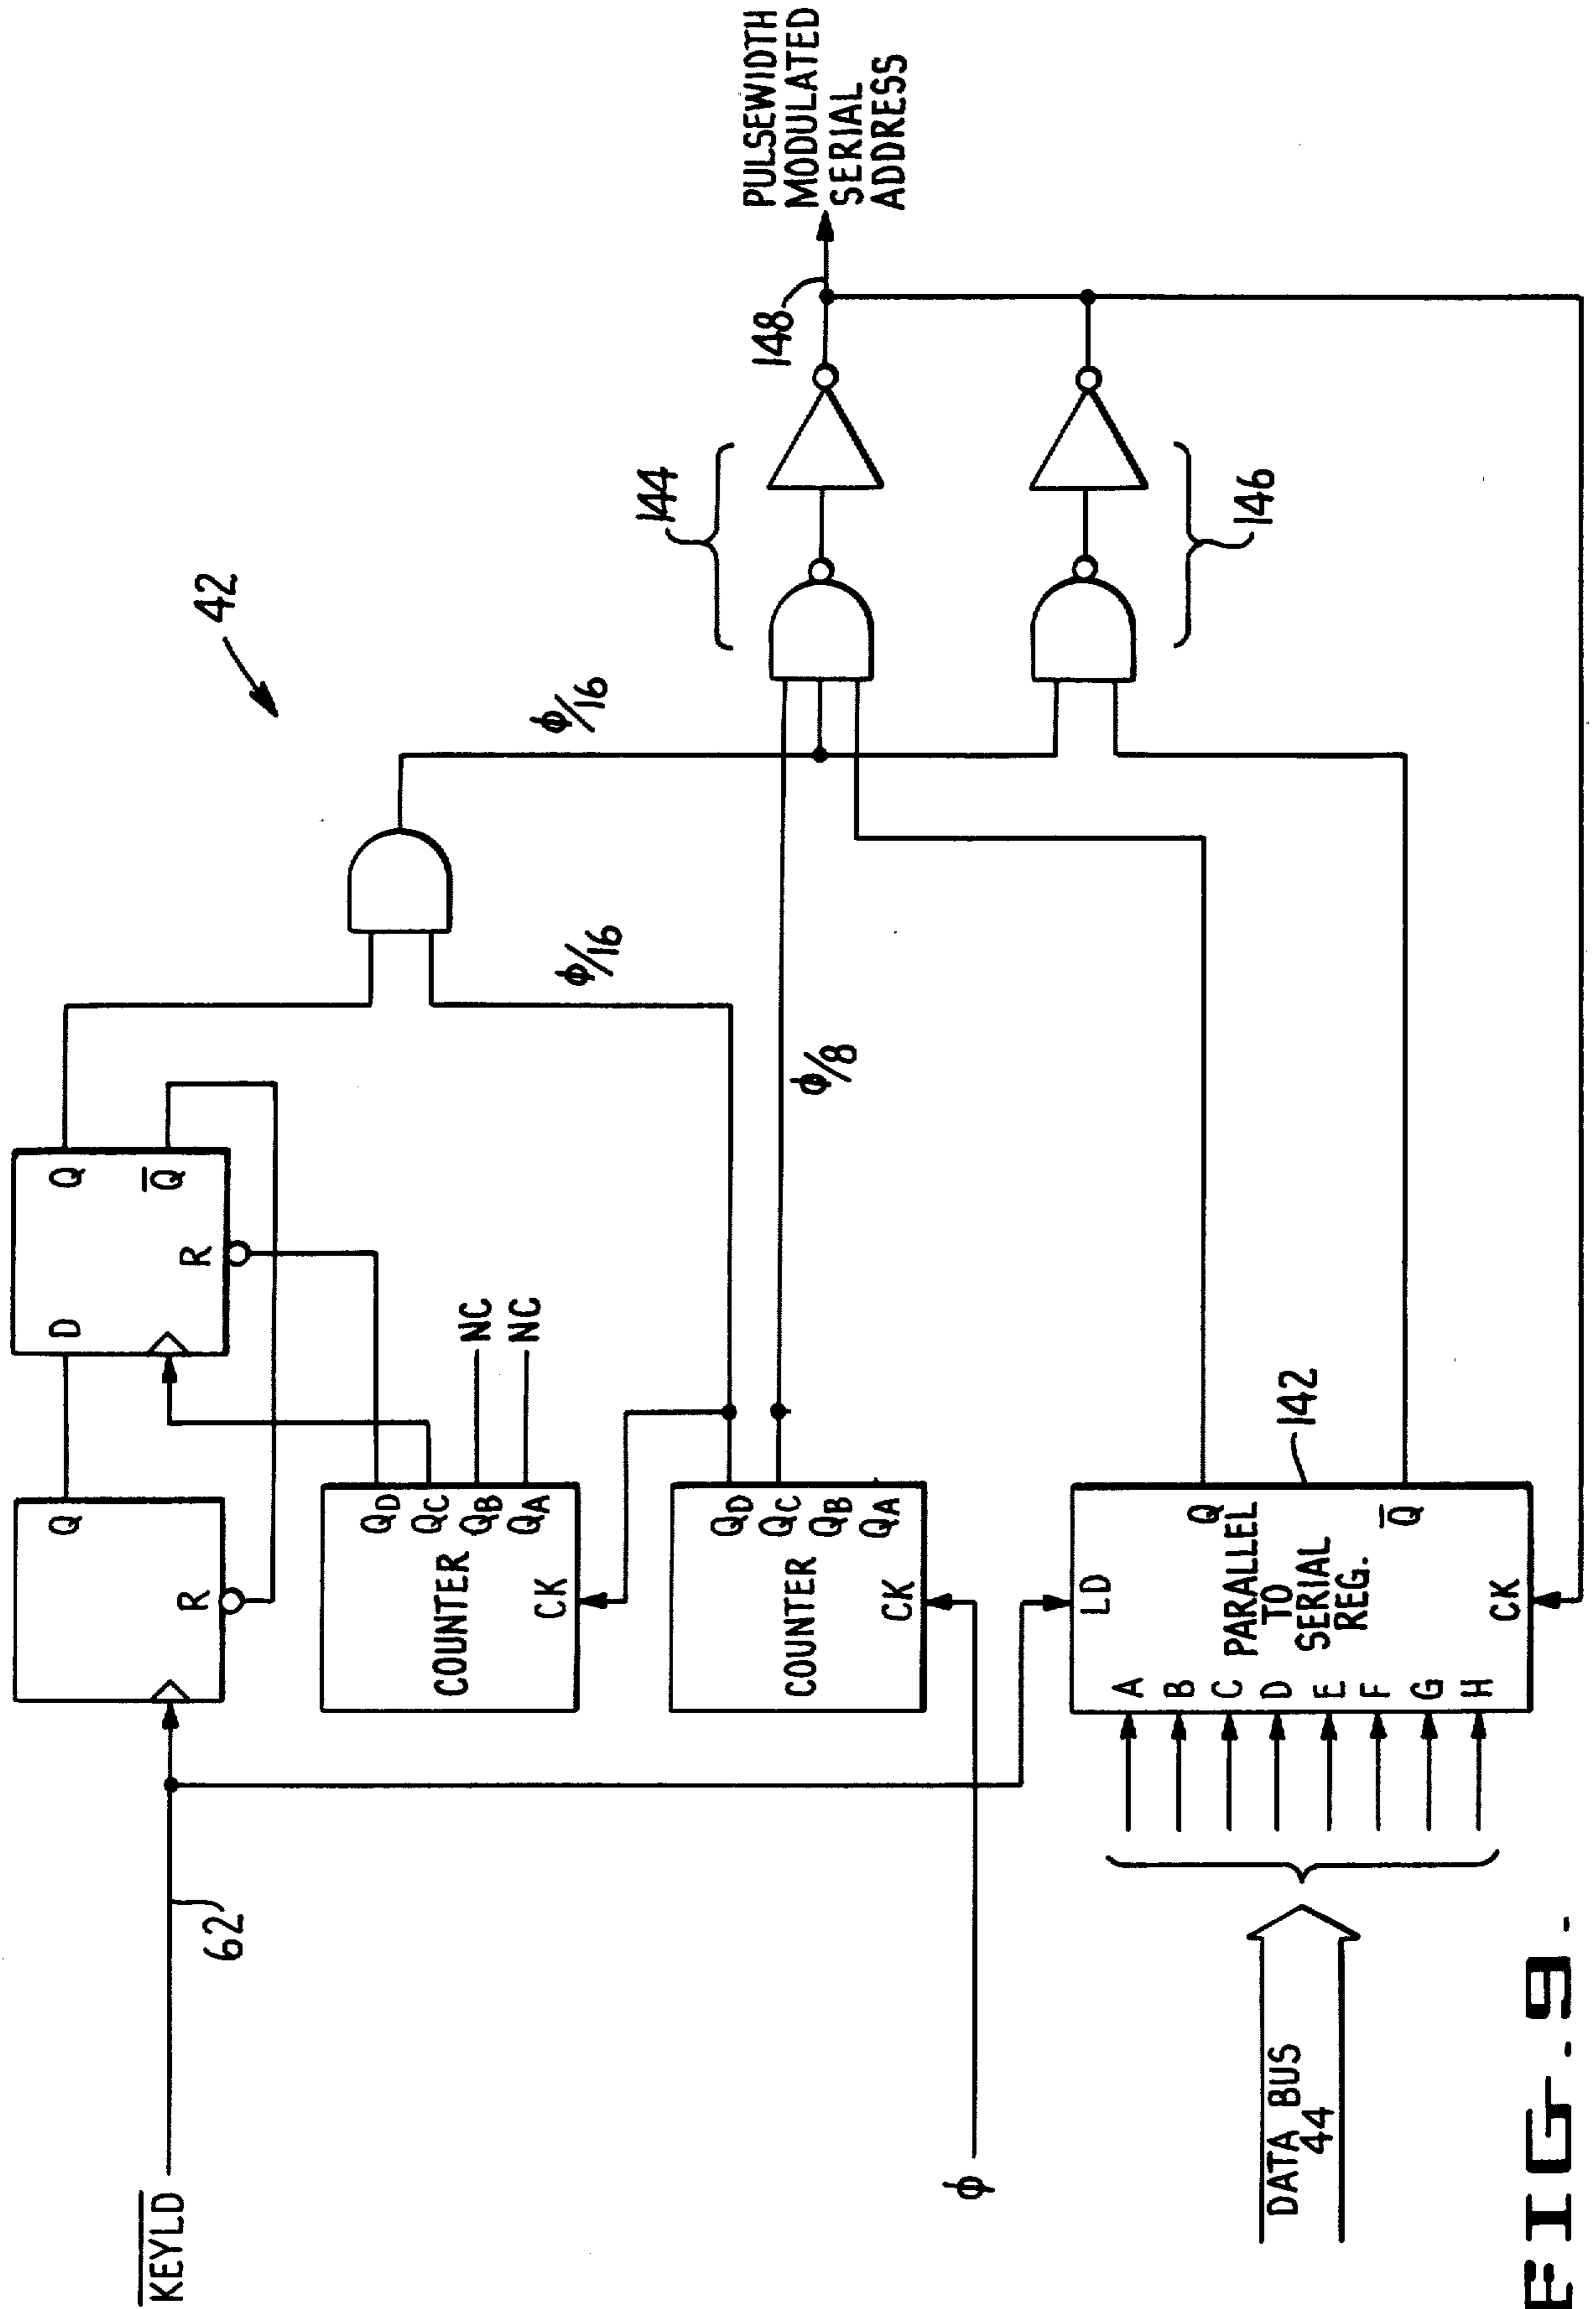 42
KEYLD
62
Q
R
D
Q
Q
R
COUNTER
QD
QC
QB
QA
CK
NC
NC
COUNTER
QD
QC
QB
QA
CK
ϕ
ϕ/16
ϕ/16
ϕ/8
144
146
148
PULSEWIDTH
MODULATED
SERIAL
ADDRESS
LD
A
B
C
D
E
F
G
H
PARALLEL
TO
SERIAL
REG.
Q
Q
CK
142
DATA BUS
44
FIG. 9.